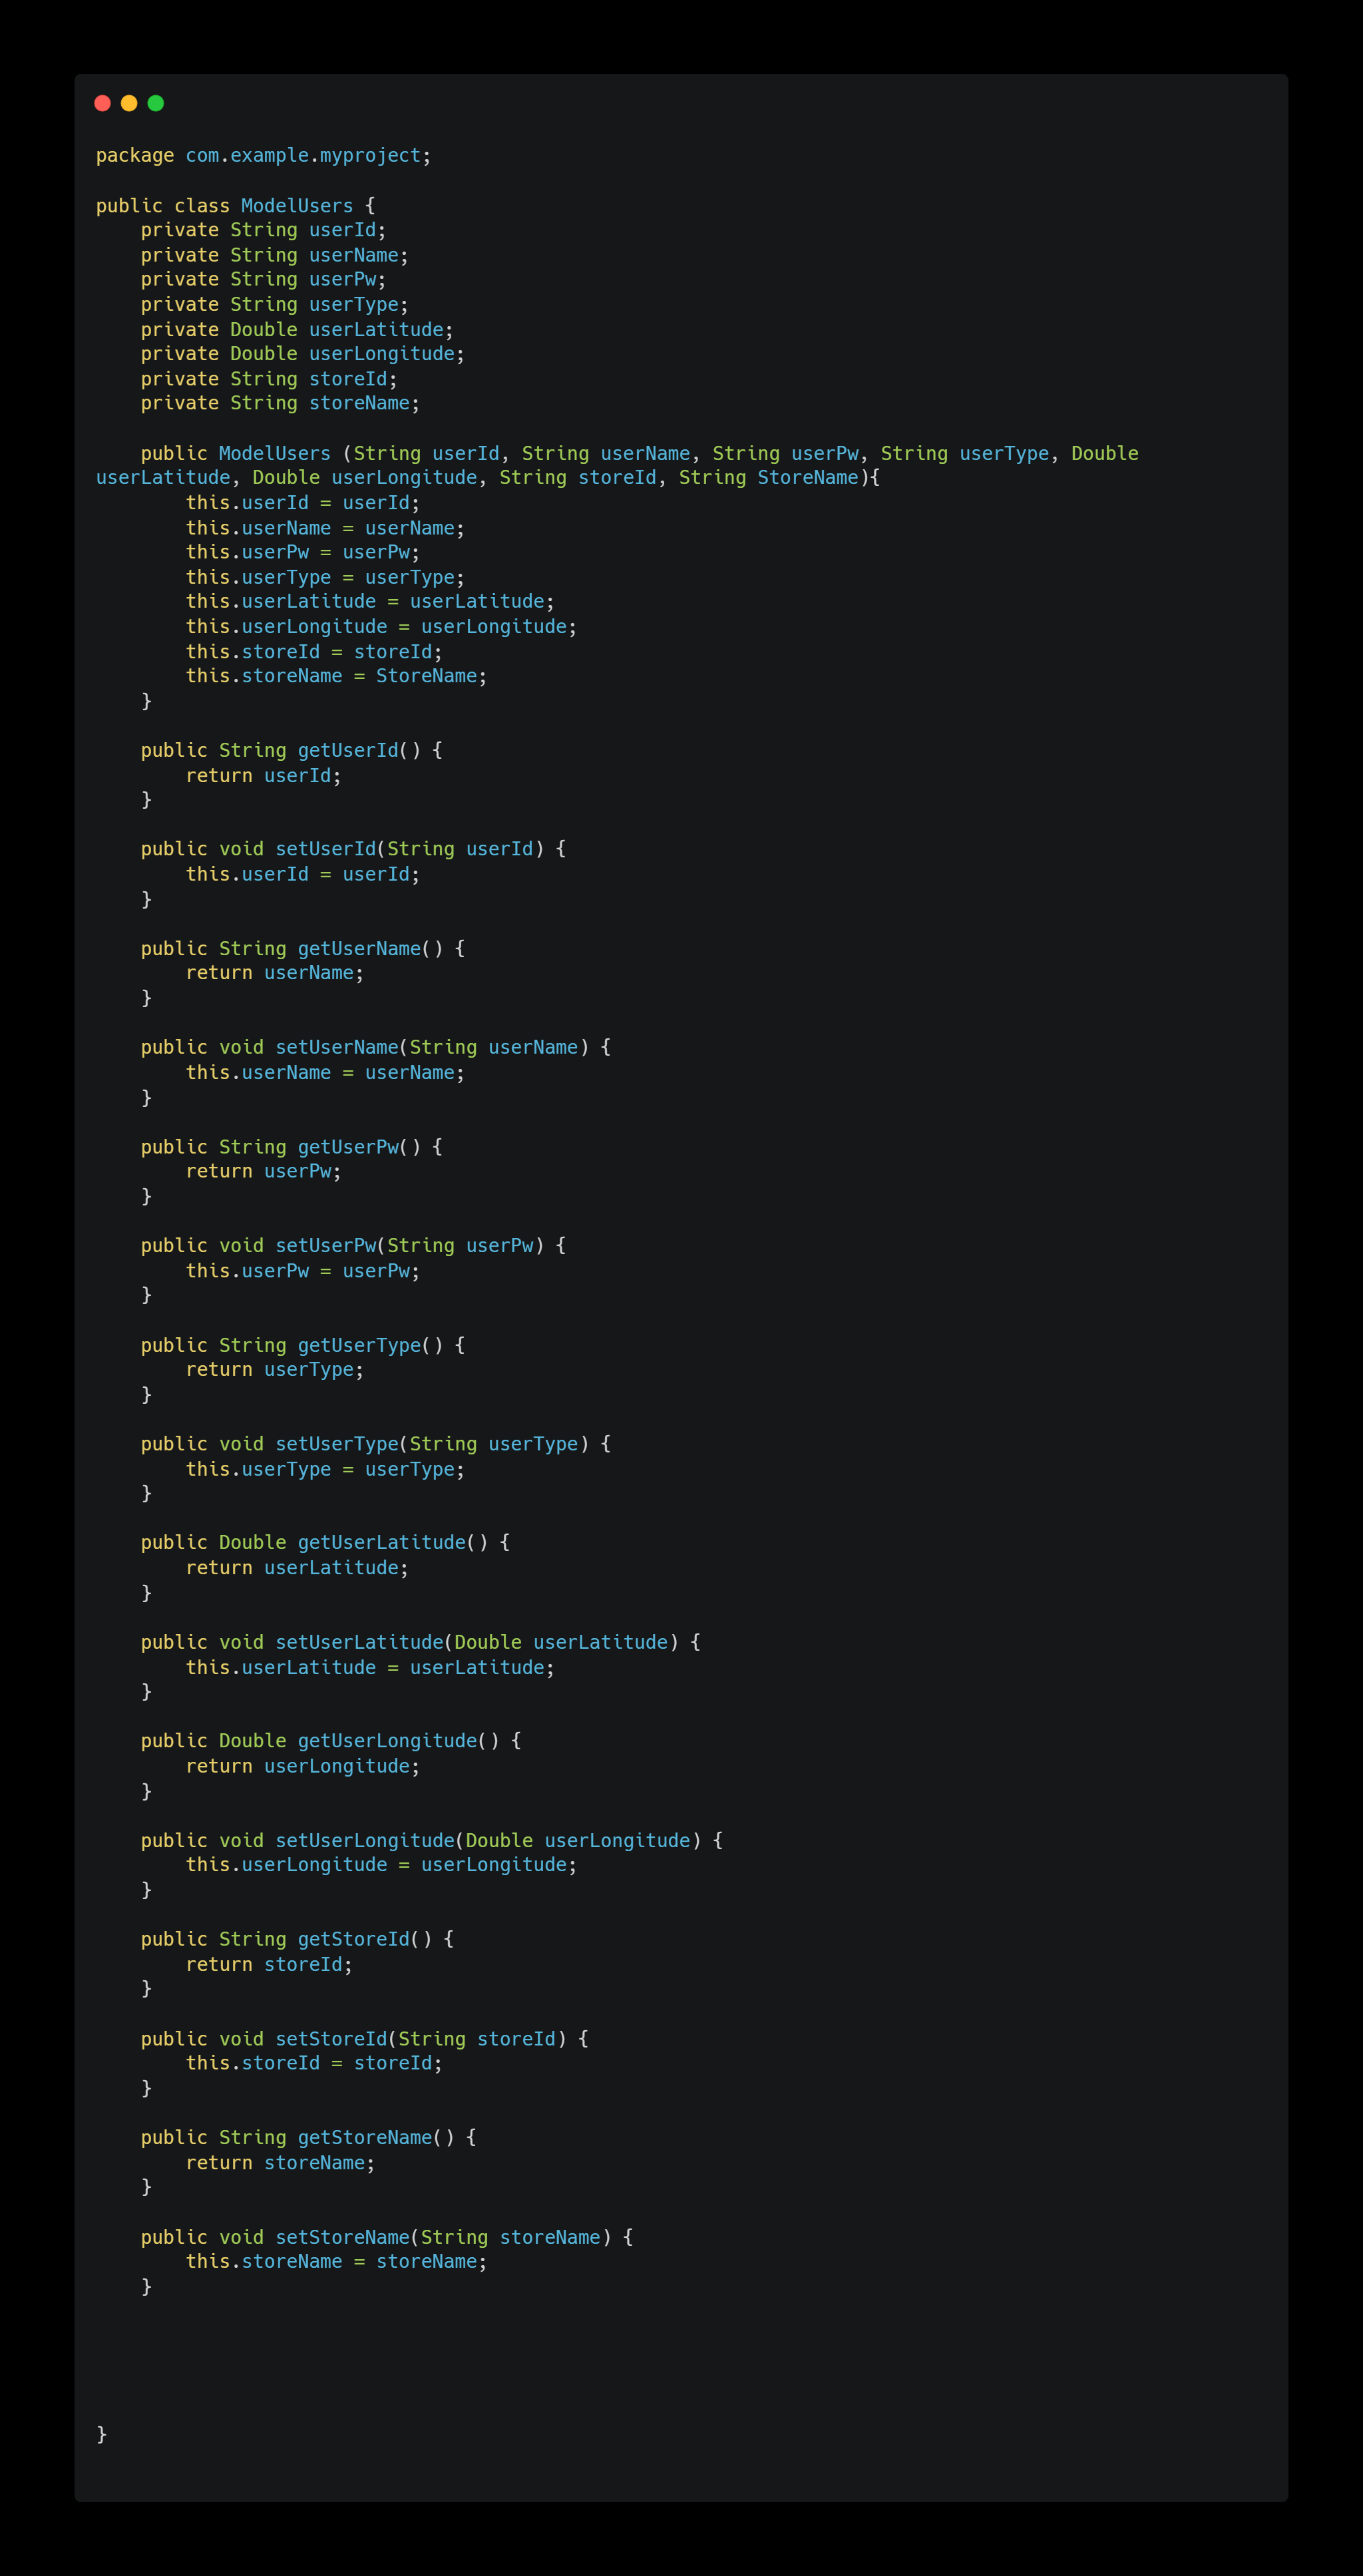 package com.example.myproject;

public class ModelUsers {
    private String userId;
    private String userName;
    private String userPw;
    private String userType;
    private Double userLatitude;
    private Double userLongitude;
    private String storeId;
    private String storeName;

    public ModelUsers (String userId, String userName, String userPw, String userType, Double
userLatitude, Double userLongitude, String storeId, String StoreName){
        this.userId = userId;
        this.userName = userName;
        this.userPw = userPw;
        this.userType = userType;
        this.userLatitude = userLatitude;
        this.userLongitude = userLongitude;
        this.storeId = storeId;
        this.storeName = StoreName;
    }

    public String getUserId() {
        return userId;
    }

    public void setUserId(String userId) {
        this.userId = userId;
    }

    public String getUserName() {
        return userName;
    }

    public void setUserName(String userName) {
        this.userName = userName;
    }

    public String getUserPw() {
        return userPw;
    }

    public void setUserPw(String userPw) {
        this.userPw = userPw;
    }

    public String getUserType() {
        return userType;
    }

    public void setUserType(String userType) {
        this.userType = userType;
    }

    public Double getUserLatitude() {
        return userLatitude;
    }

    public void setUserLatitude(Double userLatitude) {
        this.userLatitude = userLatitude;
    }

    public Double getUserLongitude() {
        return userLongitude;
    }

    public void setUserLongitude(Double userLongitude) {
        this.userLongitude = userLongitude;
    }

    public String getStoreId() {
        return storeId;
    }

    public void setStoreId(String storeId) {
        this.storeId = storeId;
    }

    public String getStoreName() {
        return storeName;
    }

    public void setStoreName(String storeName) {
        this.storeName = storeName;
    }





}